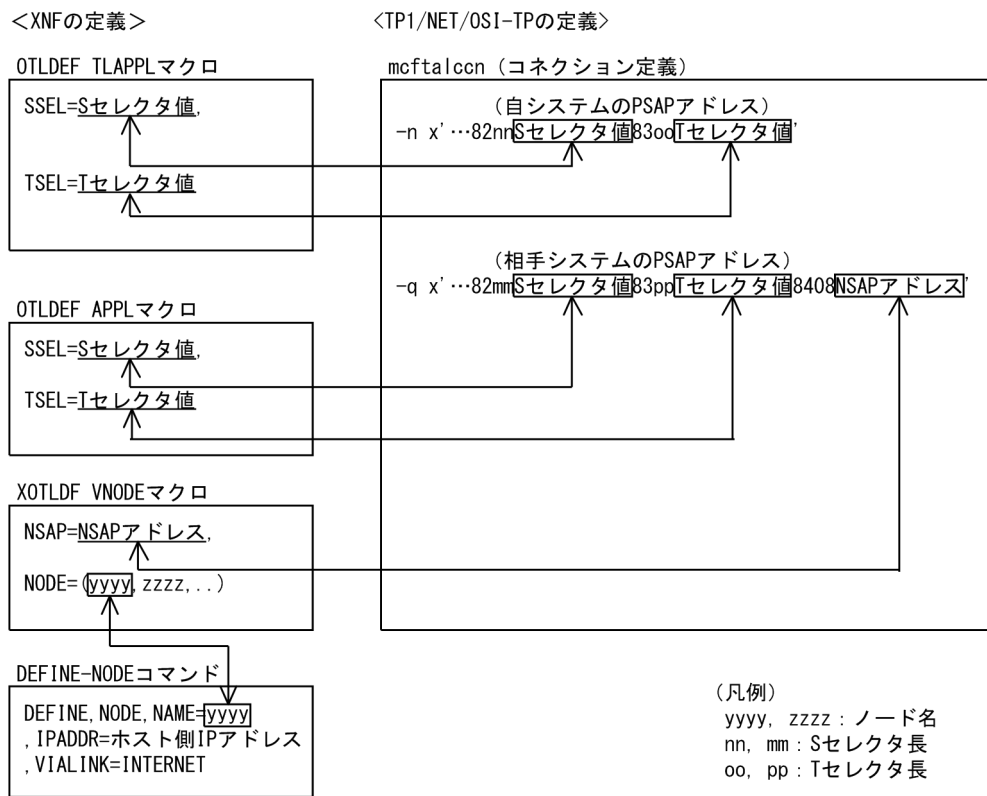 ＜XNFの定義＞
<TP1/NET/OSI-TPの定義>
OTLDEF TLAPPLマクロ
SSEL=Sセレクタ値,
TSEL=Tセレクタ値
OTLDEF APPLマクロ
SSEL=Sセレクタ値,
TSEL=Tセレクタ値
XOTLDF VNODEマクロ
NSAP=NSAPアドレス,
NODE=(yyyy,zzzz,..)
DEFINE-NODEコマンド
DEFINE,NODE,NAME=yyyy
,IPADDR=ホスト側IPアドレス
,VIALINK=INTERNET
mcftalccn（コネクション定義）
（自システムのPSAPアドレス）
-n x'…82nnSセレクタ値83ooTセレクタ値'
（相手システムのPSAPアドレス）
-q x'…82mmSセレクタ値83ppTセレクタ値8408NSAPアドレス'
（凡例）
yyyy, zzzz：ノード名
nn, mm：Sセレクタ長
oo, pp：Tセレクタ長